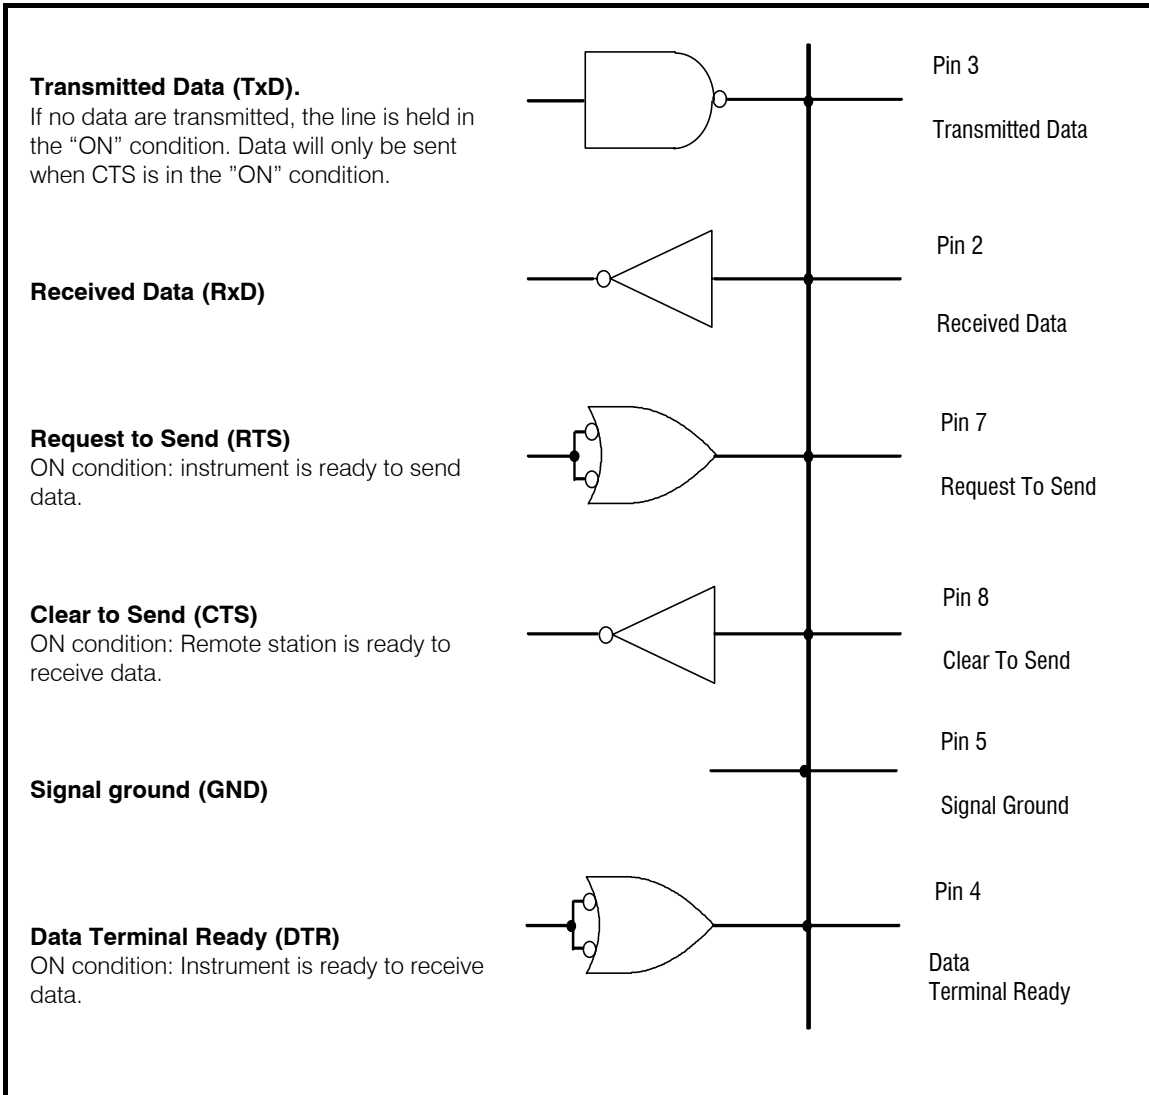 Transmitted Data (TxD).
If no data are transmitted, the line is held in
the “ON” condition. Data will only be sent
when CTS is in the ”ON” condition.
Pin 3
Transmitted Data
Received Data (RxD)
Pin 2
Received Data
Request to Send (RTS)
ON condition: instrument is ready to send
data.
Pin 7
Request To Send
Clear to Send (CTS)
ON condition: Remote station is ready to
receive data.
Pin 8
Clear To Send
Signal ground (GND)
Pin 5
Signal Ground
Data Terminal Ready (DTR)
ON condition: Instrument is ready to receive
data.
Pin 4
Data
Terminal Ready